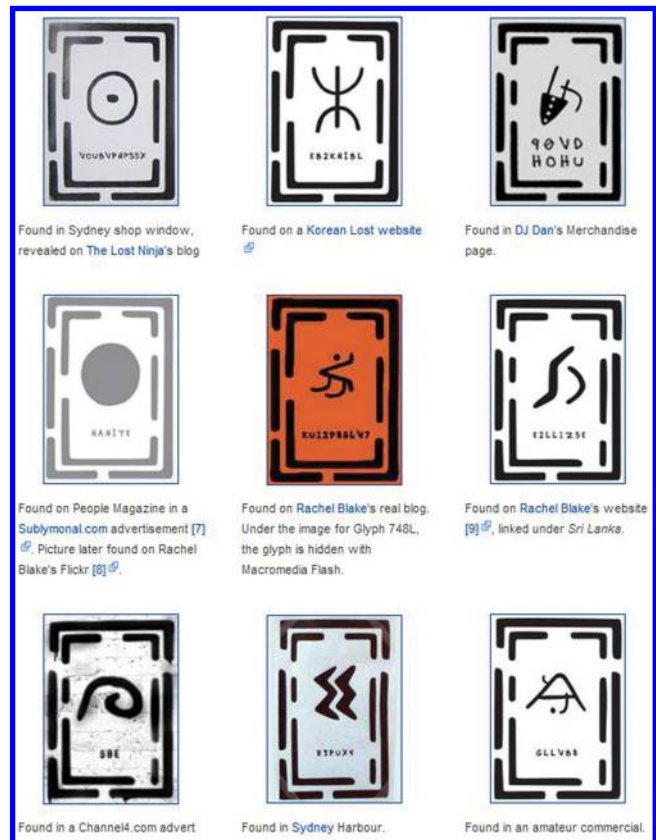 90VD
HOHU
Found in Sydney shop window,
revealed on The Lost Ninja's blog
Found on a Korean Lost website
Found in DJ Dan's Merchandise
page.
Found on People Magazine in a
Sublymonal.com advertisement [7]
. Picture later found on Rachel
Blake's Flickr [8] .
Found on Rachel Blake's real blog.
Under the image for Glyph 748L,
the glyph is hidden with
Macromedia Flash.
Found on Rachel Blake's website
[9] , linked under Sri Lanka.
5BE
Found in a Channel4.com advert
Found in Sydney Harbour.
Found in an amateur commercial.